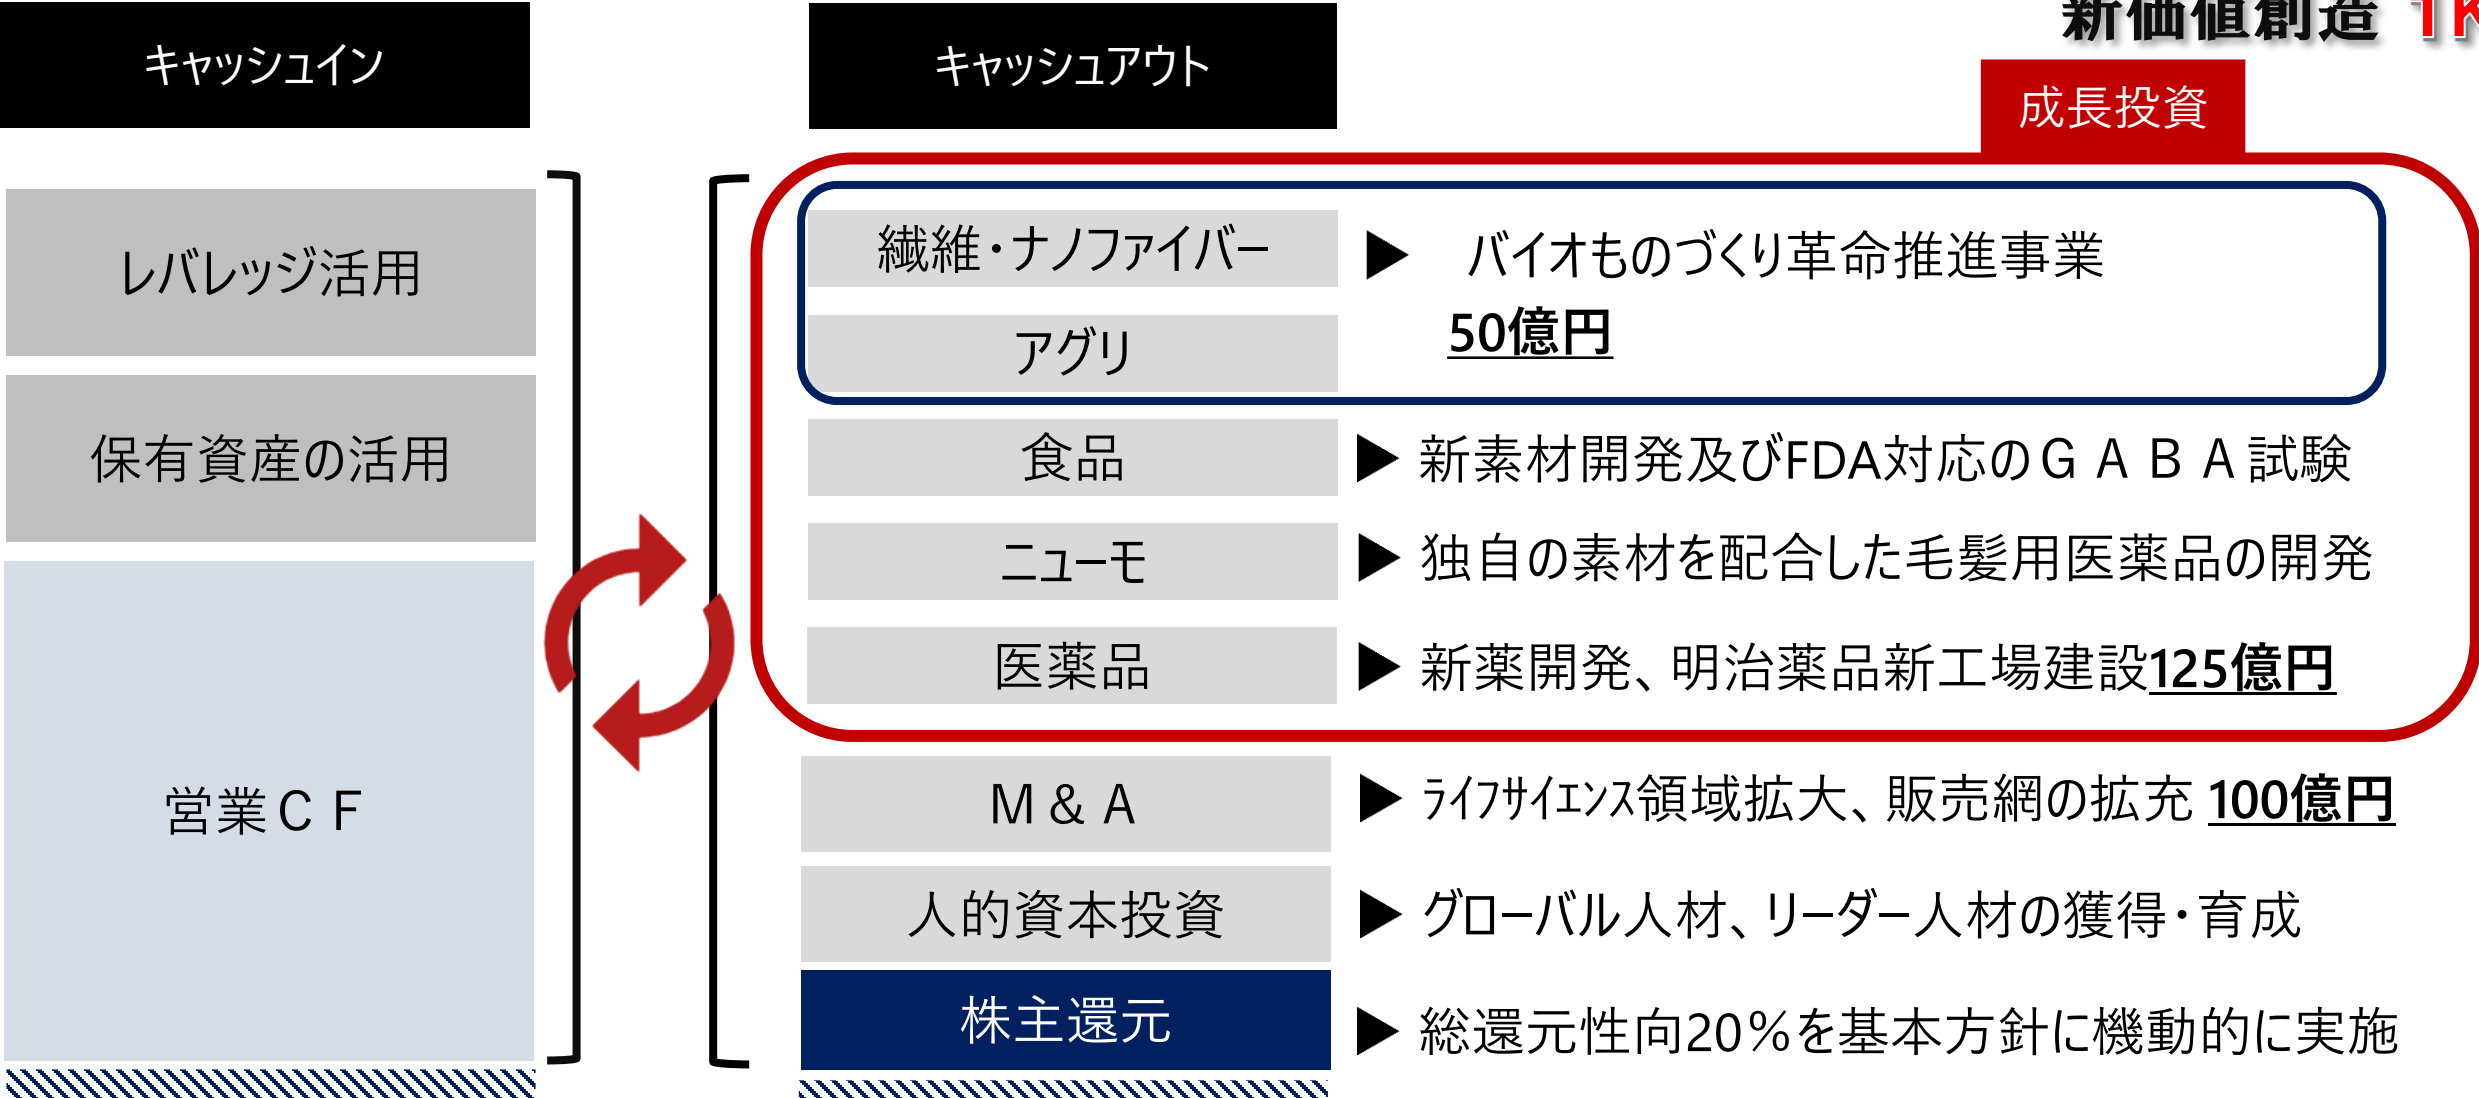 新価値創造 1K
キャッシュイン
キャッシュアウト
成長投資
レバレッジ活用
保有資産の活用
営業ＣＦ
繊維・ナノファイバー
▶ バイオものづくり革命推進事業
50億円
アグリ
食品
▶ 新素材開発及びFDA対応のＧＡＢＡ試験
ニューモ
▶ 独自の素材を配合した毛髪用医薬品の開発
医薬品
▶ 新薬開発、明治薬品新工場建設125億円
Ｍ＆Ａ
▶ ﾗｲﾌｻｲｴﾝｽ領域拡大、販売網の拡充 100億円
人的資本投資
▶ グローバル人材、リーダー人材の獲得・育成
株主還元
▶ 総還元性向20％を基本方針に機動的に実施